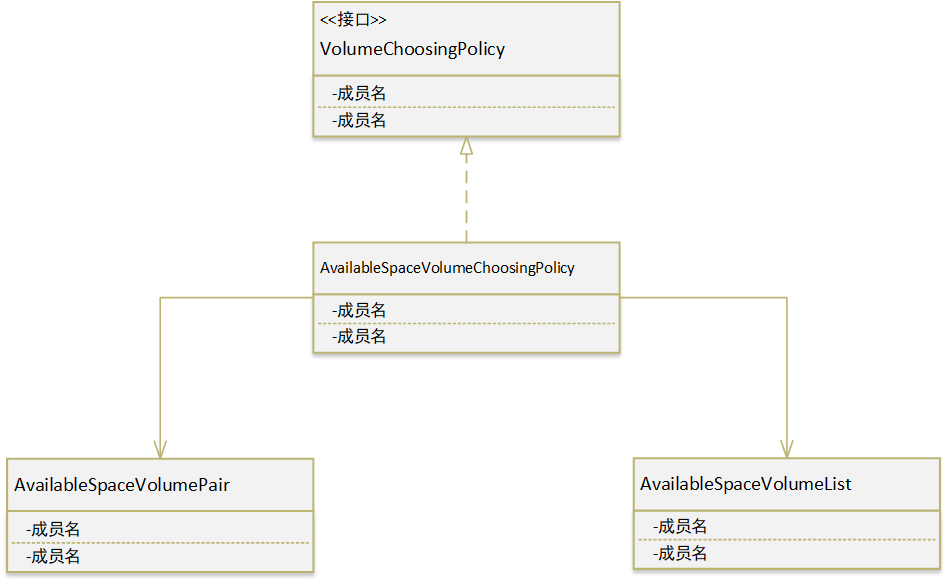 <<接口>>
VolumeChoosingPolicy
-成员名
-成员名
AvailableSpaceVolumeChoosingPolicy
-成员名
-成员名
AvailableSpaceVolumePair
-成员名
-成员名
AvailableSpaceVolumeList
-成员名
-成员名